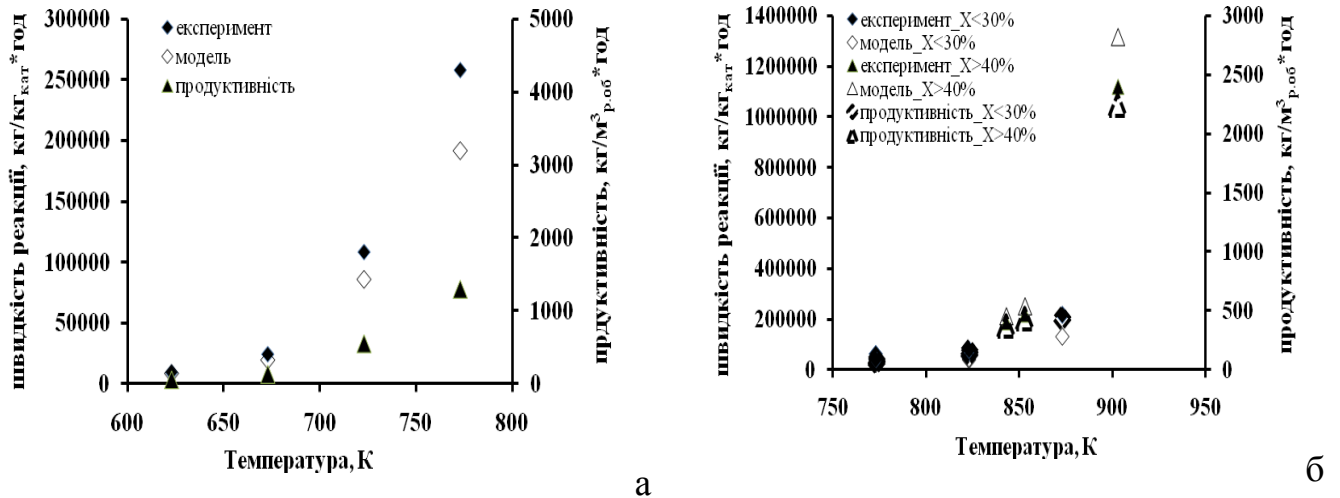 300000
250000
200000
150000
100000
50000
0
5000
4000
3000
2000
1000
0
600
650
700
750
800
експеримент
модель
продуктивність
швидкість реакції, кг/кгкат*год
прдуктивність, кг/м³р.об*год
Температура, К
а
1400000
1200000
1000000
800000
600000
400000
200000
0
3000
2500
2000
1500
1000
500
0
750
800
850
900
950
експеримент_X<30%
модель_X<30%
експеримент_X>40%
модель_X>40%
продуктивність_X<30%
продуктивність_X>40%
швидкість реакції, кг/кгкат*год
продуктивність, кг/м³р.об*год
Температура, К
б